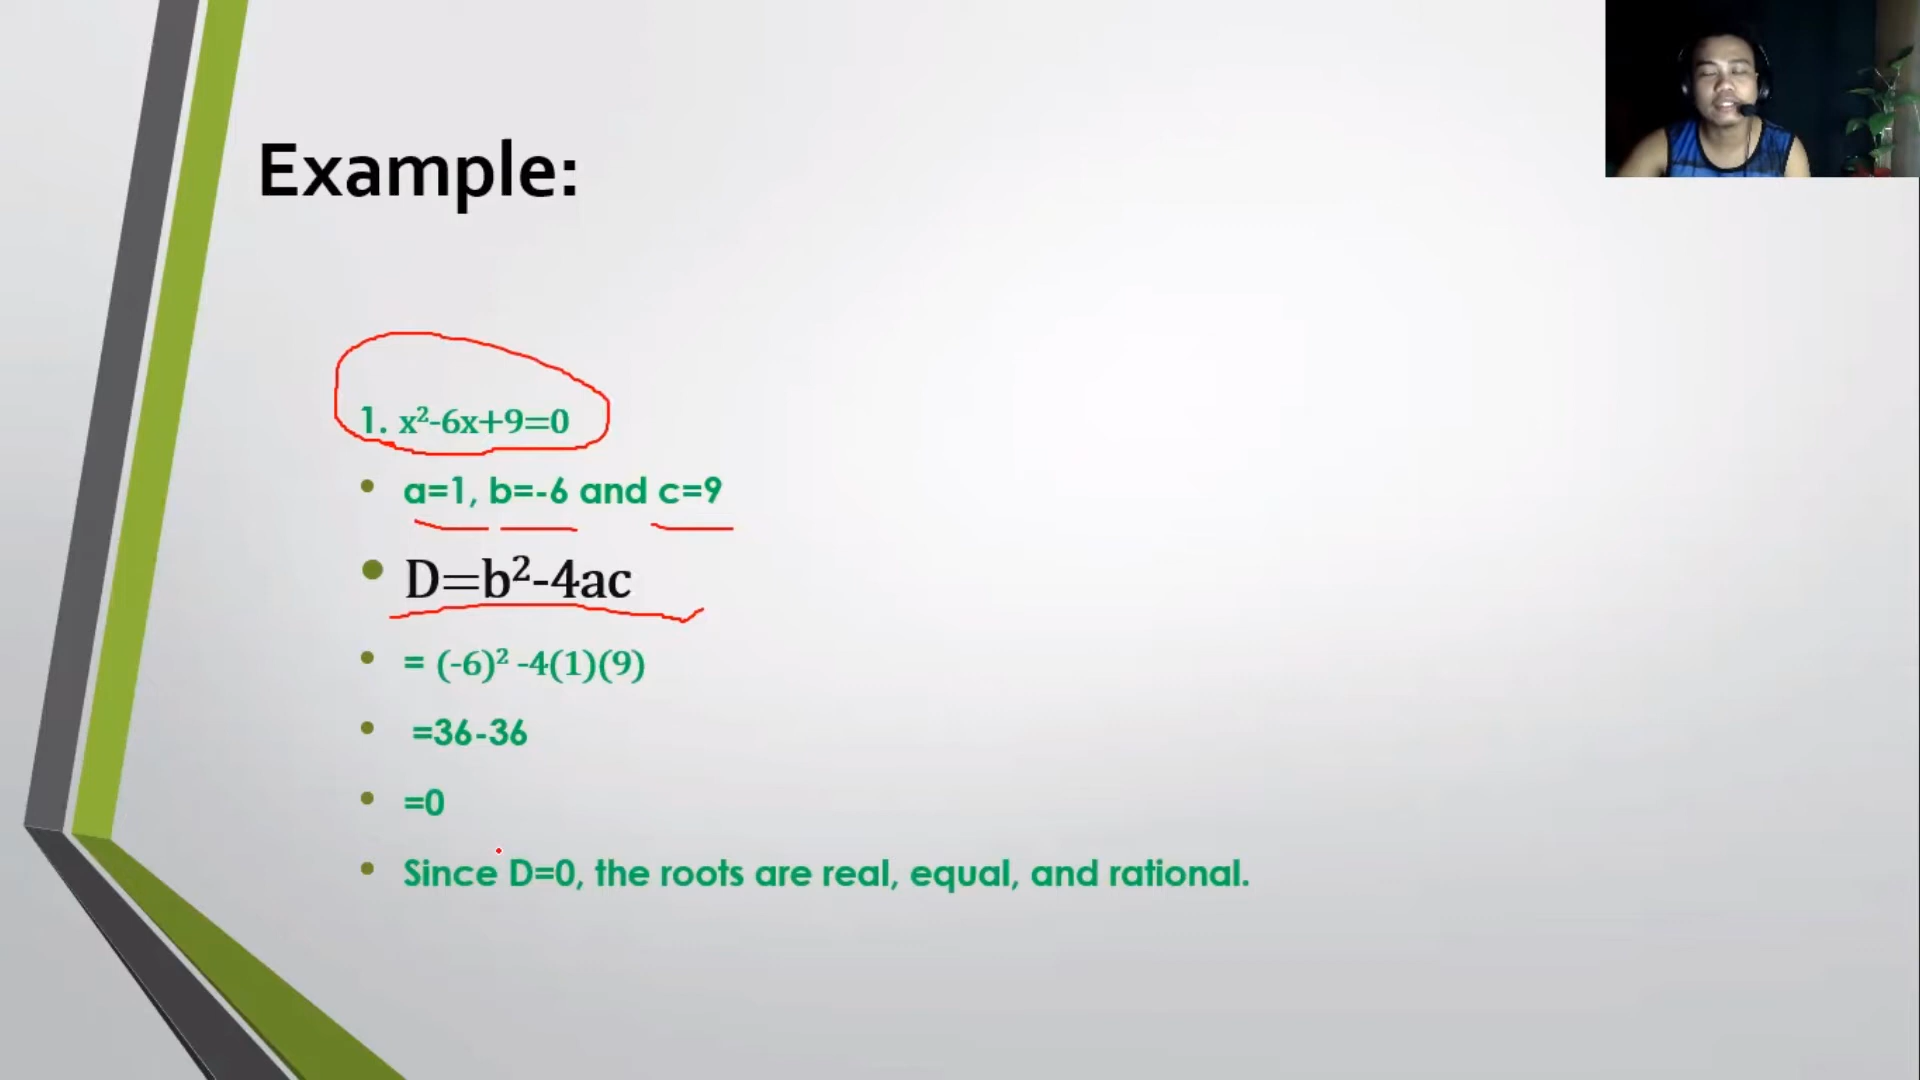 Example:
1. x²-6x+9=0
a=1, b=-6 and c=9
D=b²-4ac
= (-6)² -4(1)(9)
=36-36
=0
Since D=0, the roots are real, equal, and rational.